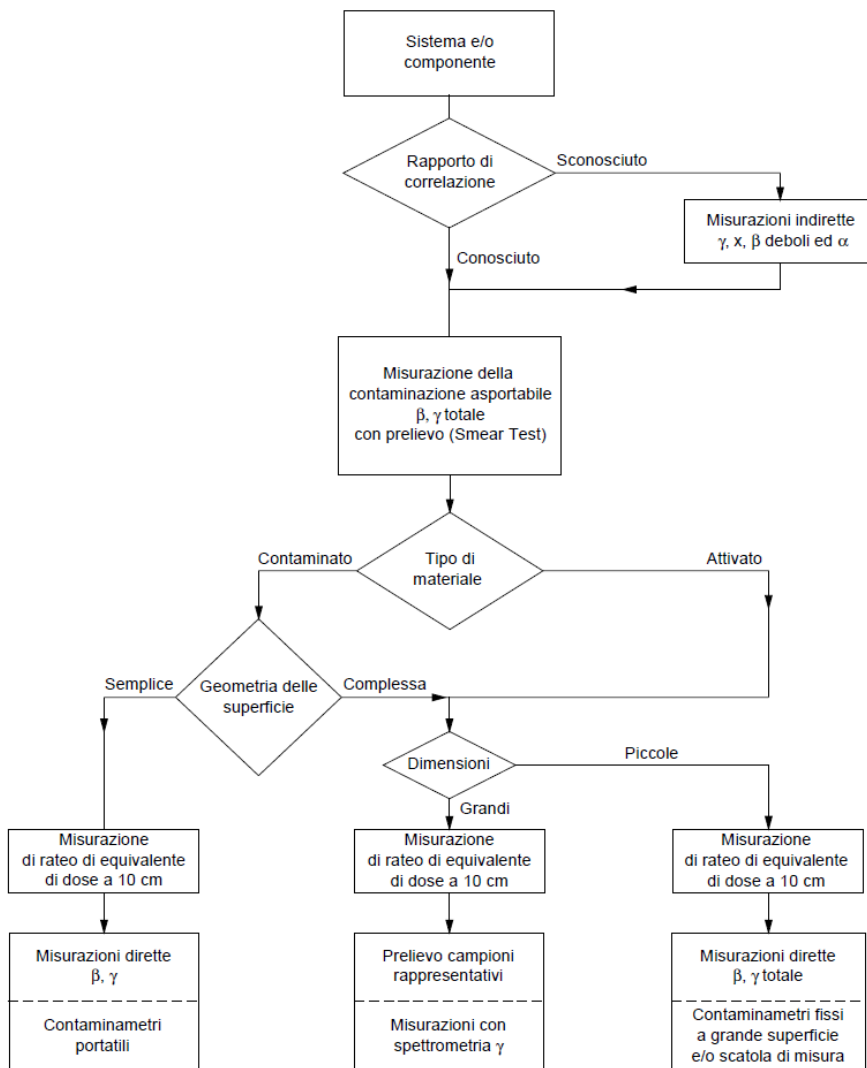 Sistema e/o
componente
Rapporto di
correlazione
Sconosciuto
Misurazioni indirette
γ, x, β deboli ed α
Conosciuto
Misurazione della
contaminazione asportabile
β, γ totale
con prelievo (Smear Test)
Contaminato
Tipo di
materiale
Attivato
Semplice
Geometria delle
superficie
Complessa
Dimensioni
Piccole
Grandi
Misurazione
di rateo di equivalente
di dose a 10 cm
Misurazione
di rateo di equivalente
di dose a 10 cm
Misurazione
di rateo di equivalente
di dose a 10 cm
Misurazioni dirette
β, γ
Contaminametri
portatili
Prelievo campioni
rappresentativi
Misurazioni con
spettrometria γ
Misurazioni dirette
β, γ totale
Contaminametri fissi
a grande superficie
e/o scatola di misura